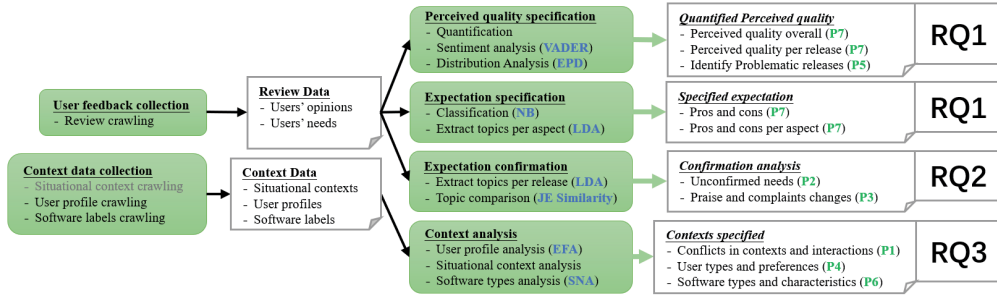 User feedback collection
- Review crawling
Context data collection
- Situational context crawling
- User profile crawling
- Software labels crawling
Review Data
- Users' opinions
- Users' needs
Context Data
- Situational contexts
- User profiles
- Software labels
Perceived quality specification
- Quantification
- Sentiment analysis (VADER)
- Distribution Analysis (EPD)
Expectation specification
- Classification (NB)
- Extract topics per aspect (LDA)
Expectation confirmation
- Extract topics per release (LDA)
- Topic comparison (JE Similarity)
Context analysis
- User profile analysis (EFA)
- Situational context analysis
- Software types analysis (SNA)
Quantified Perceived quality
- Perceived quality overall (P7)
- Perceived quality per release (P7)
- Identify Problematic releases (P5)
RQ1
Specified expectation
- Pros and cons (P7)
- Pros and cons per aspect (P7)
RQ1
Confirmation analysis
- Unconfirmed needs (P2)
- Praise and complaints changes (P3)
RQ2
Contexts specified
- Conflicts in contexts and interactions (P1)
- User types and preferences (P4)
- Software types and characteristics (P6)
RQ3